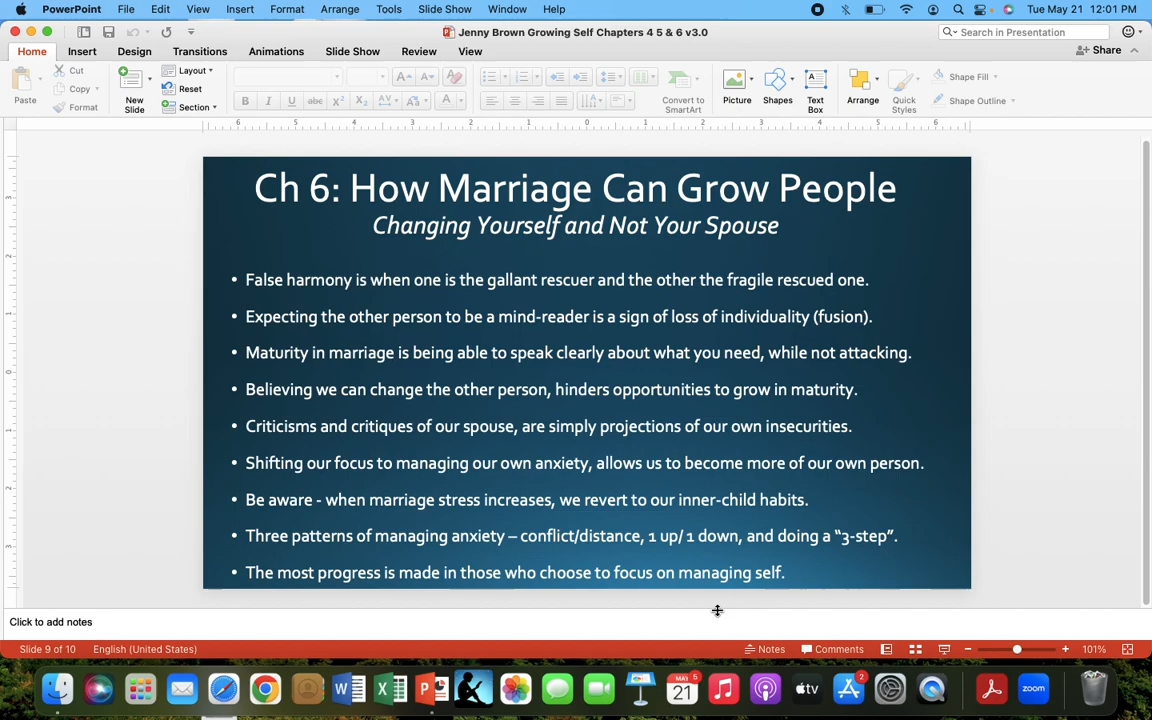 PowerPoint File Edit View Insert Format Arrange Tools Slide Show Window Help Tue May 21 12:01 PM
Jenny Brown Growing Self Chapters 4 5 & 6 v3.0 Search in Presentation
Home Insert Design Transitions Animations Slide Show Review View Share
Paste Cut Copy Format New Slide Layout Reset Section Convert to SmartArt Picture Shapes Text Box Arrange Quick Styles Shape Fill Shape Outline
Ch 6: How Marriage Can Grow People
Changing Yourself and Not Your Spouse
• False harmony is when one is the gallant rescuer and the other the fragile rescued one.
• Expecting the other person to be a mind-reader is a sign of loss of individuality (fusion).
• Maturity in marriage is being able to speak clearly about what you need, while not attacking.
• Believing we can change the other person, hinders opportunities to grow in maturity.
• Criticisms and critiques of our spouse, are simply projections of our own insecurities.
• Shifting our focus to managing our own anxiety, allows us to become more of our own person.
• Be aware - when marriage stress increases, we revert to our inner-child habits.
• Three patterns of managing anxiety – conflict/distance, 1 up/ 1 down, and doing a “3-step”.
• The most progress is made in those who choose to focus on managing self.
Click to add notes
Slide 9 of 10 English (United States) Notes Comments 101%
MAY 21 5 tv 2 zoom